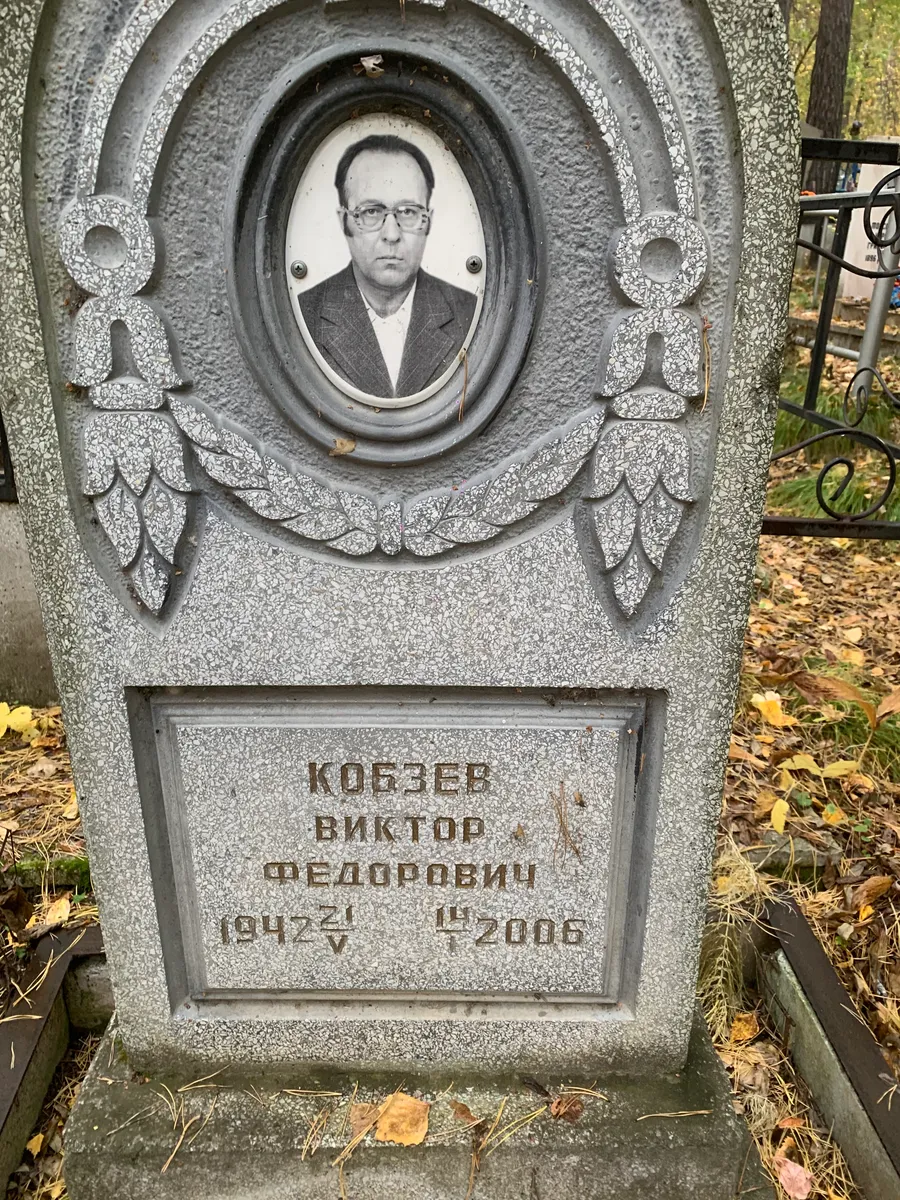 КОБЗЕВ
ВИКТОР
ФЕДОРОВИЧ
1942 21/V 14/I 2006